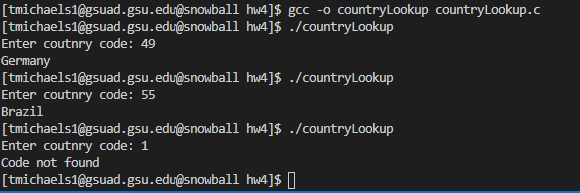 [tmichaels1@gsuad.gsu.edu@snowball hw4]$ gcc -o countryLookup countryLookup.c
[tmichaels1@gsuad.gsu.edu@snowball hw4]$ ./countryLookup
Enter coutnry code: 49
Germany
[tmichaels1@gsuad.gsu.edu@snowball hw4]$ ./countryLookup
Enter coutnry code: 55
Brazil
[tmichaels1@gsuad.gsu.edu@snowball hw4]$ ./countryLookup
Enter coutnry code: 1
Code not found
[tmichaels1@gsuad.gsu.edu@snowball hw4]$